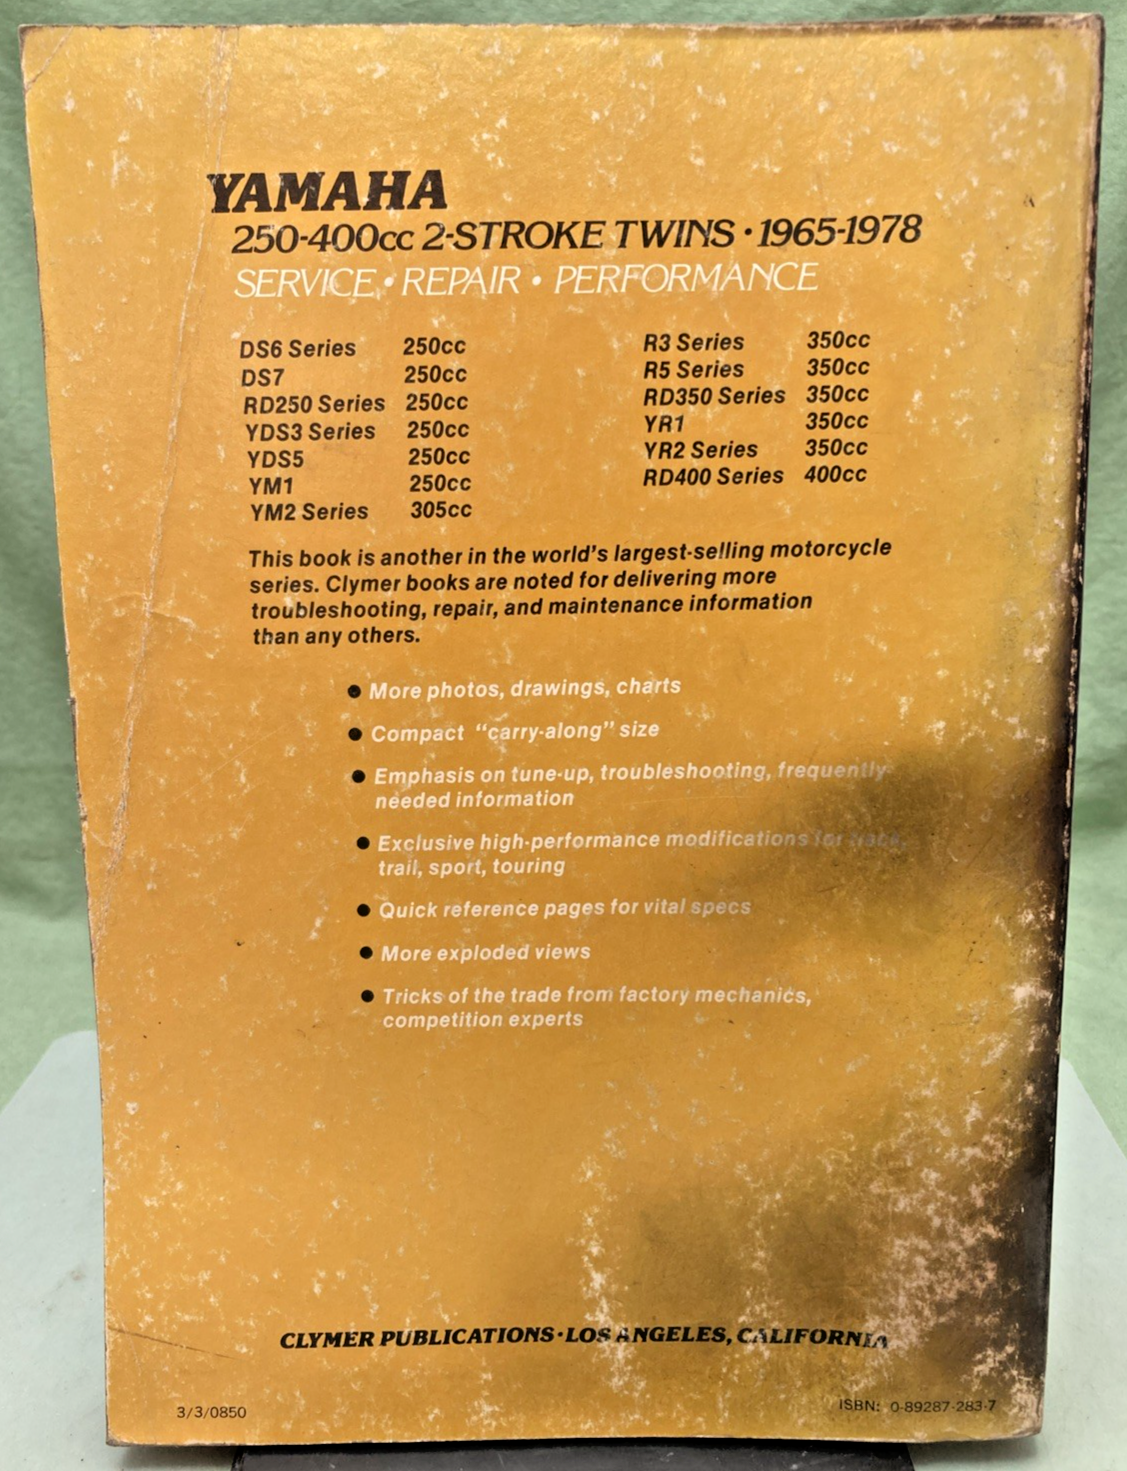 YAMAHA
250-400cc 2-STROKE TWINS · 1965-1978
SERVICE · REPAIR · PERFORMANCE
DS6 Series 250cc
DS7 250cc
RD250 Series 250cc
YDS3 Series 250cc
YDS5 250cc
YM1 250cc
YM2 Series 305cc
R3 Series 350cc
R5 Series 350cc
RD350 Series 350cc
YR1 350cc
YR2 Series 350cc
RD400 Series 400cc
This book is another in the world's largest-selling motorcycle
series. Clymer books are noted for delivering more
troubleshooting, repair, and maintenance information
than any others.
● More photos, drawings, charts
● Compact “carry-along” size
● Emphasis on tune-up, troubleshooting, frequently
needed information
● Exclusive high-performance modifications for track,
trail, sport, touring
● Quick reference pages for vital specs
● More exploded views
● Tricks of the trade from factory mechanics,
competition experts
CLYMER PUBLICATIONS·LOS ANGELES, CALIFORNIA
3/3/0850
ISBN: 0-89287-283-7